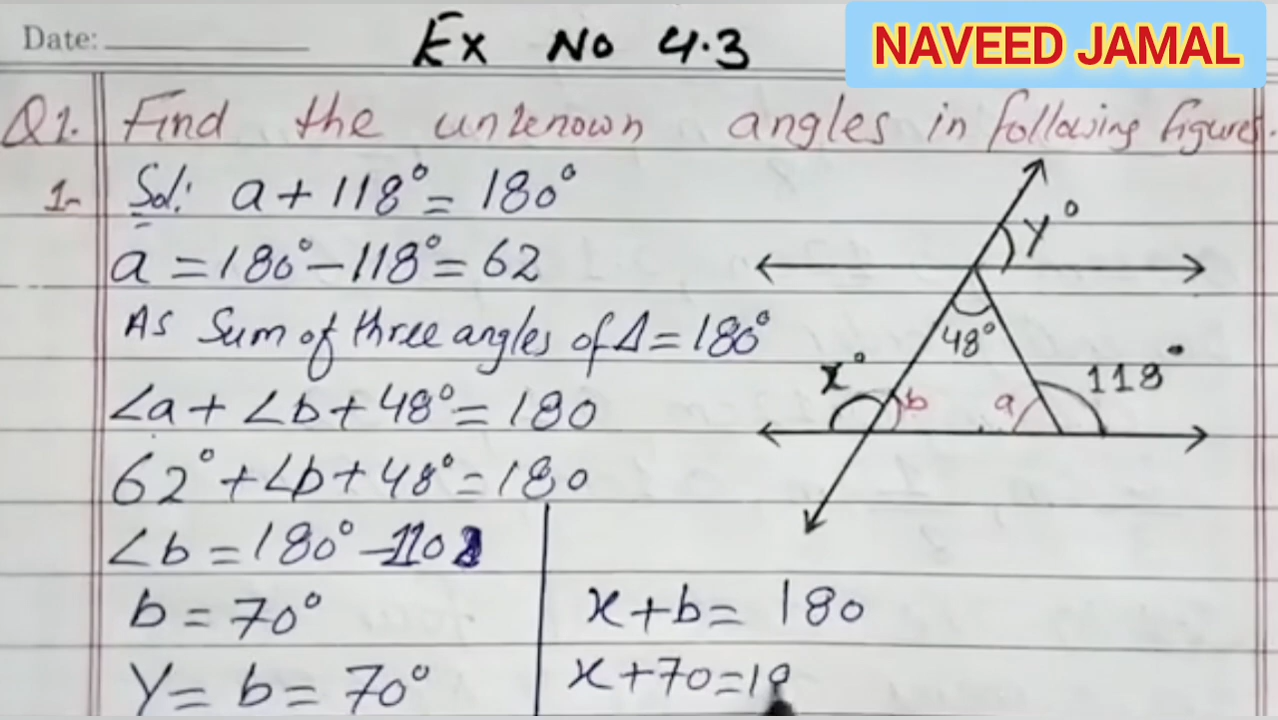 Date:
Ex No 4.3
NAVEED JAMAL
Q1. Find the unknown angles in following figures.
1- Sol: a + 118° = 180°
a = 180° - 118° = 62
As Sum of three angles of Δ = 180°
∠a + ∠b + 48° = 180
62° + ∠b + 48° = 180
∠b = 180° - 110
b = 70°
Y = b = 70°
x + b = 180
x + 70 = 18
y°
48°
x°
b
a
118°